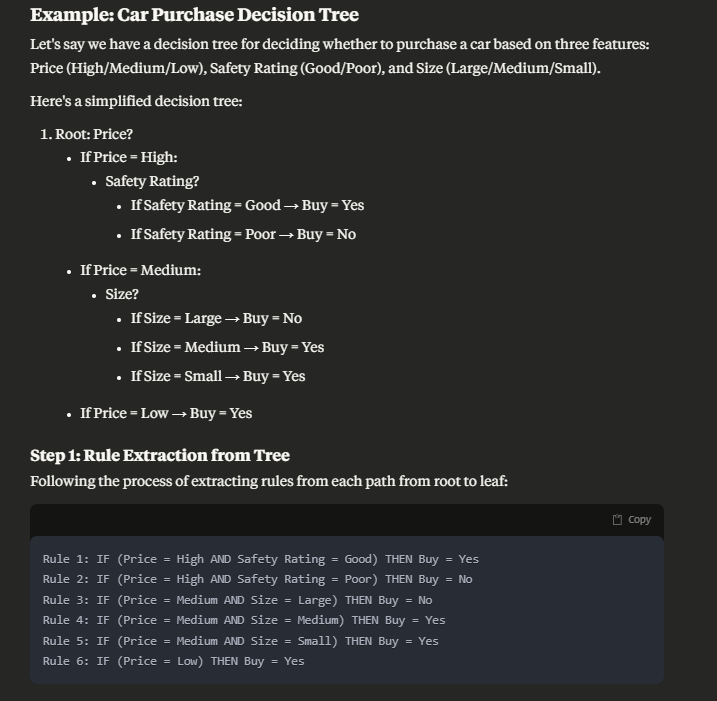 Example: Car Purchase Decision Tree
Let's say we have a decision tree for deciding whether to purchase a car based on three features:
Price (High/Medium/Low), Safety Rating (Good/Poor), and Size (Large/Medium/Small).
Here's a simplified decision tree:
1. Root: Price?
• If Price = High:
• Safety Rating?
• If Safety Rating = Good → Buy = Yes
• If Safety Rating = Poor → Buy = No
• If Price = Medium:
• Size?
• If Size = Large → Buy = No
• If Size = Medium → Buy = Yes
• If Size = Small → Buy = Yes
• If Price = Low → Buy = Yes
Step 1: Rule Extraction from Tree
Following the process of extracting rules from each path from root to leaf:
Copy
Rule 1: IF (Price = High AND Safety Rating = Good) THEN Buy = Yes
Rule 2: IF (Price = High AND Safety Rating = Poor) THEN Buy = No
Rule 3: IF (Price = Medium AND Size = Large) THEN Buy = No
Rule 4: IF (Price = Medium AND Size = Medium) THEN Buy = Yes
Rule 5: IF (Price = Medium AND Size = Small) THEN Buy = Yes
Rule 6: IF (Price = Low) THEN Buy = Yes